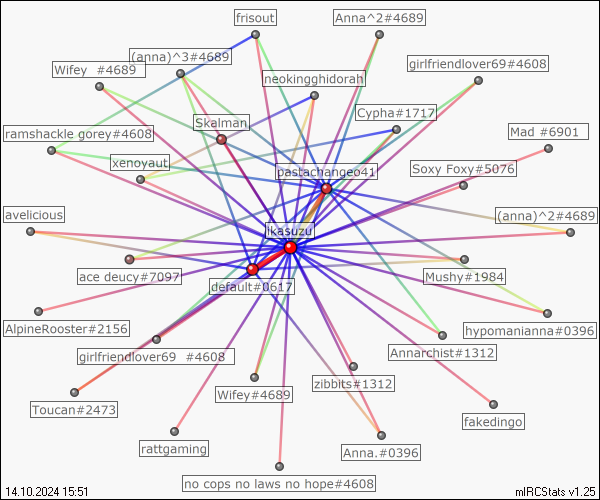 frisout
Anna^2#4689
(anna)^3#4689
Wifey  #4689
girlfriendlover69#4608
neokingghidorah
Cypha#1717
Skalman
ramshackle gorey#4608
Mad #6901
xenoyaut
pastachangeo41
Soxy Foxy#5076
avelicious
(anna)^2#4689
ikasuzu
ace deucy#7097
Mushy#1984
default#0617
AlpineRooster#2156
hypomanianna#0396
girlfriendlover69  #4608
Annarchist#1312
zibbits#1312
Wifey#4689
Toucan#2473
fakedingo
rattgaming
Anna.#0396
no cops no laws no hope#4608
14.10.2024 15:51
mIRCStats v1.25